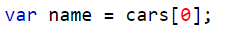 var name = cars[0];